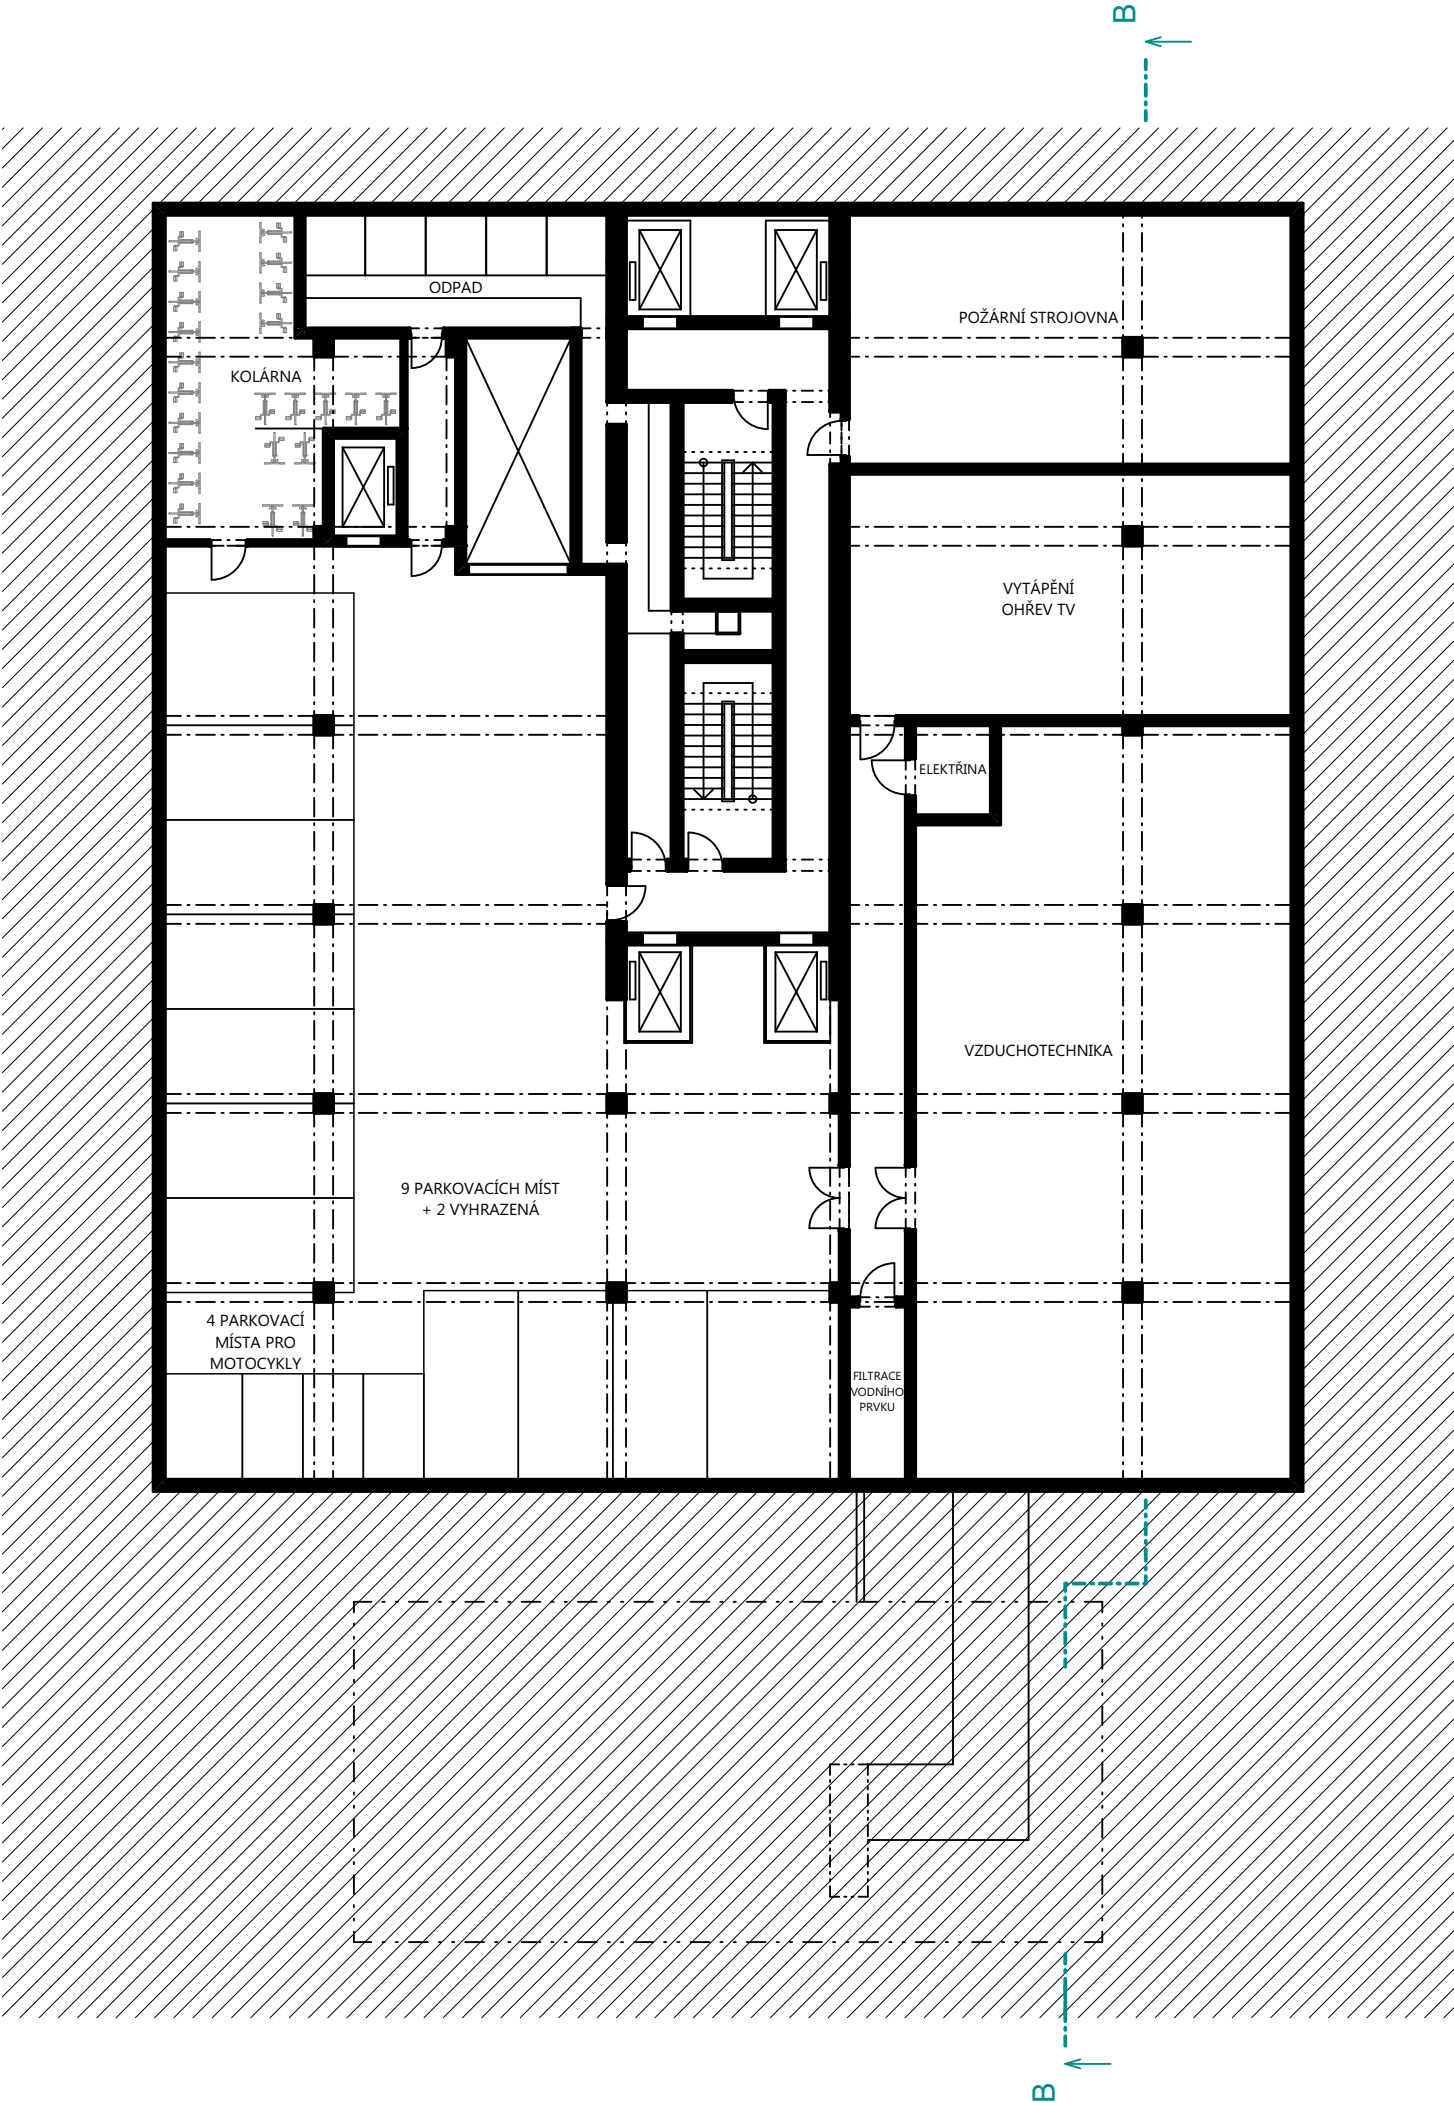 B
ODPAD
POŽÁRNÍ STROJOVNA
KOLÁRNA
VYTÁPĚNÍ
OHŘEV TV
ELEKTŘINA
VZDUCHOTECHNIKA
9 PARKOVACÍCH MÍST
+ 2 VYHRAZENÁ
4 PARKOVACÍ
MÍSTA PRO
MOTOCYKLY
FILTRACE
VODNÍHO
PRVKU
B